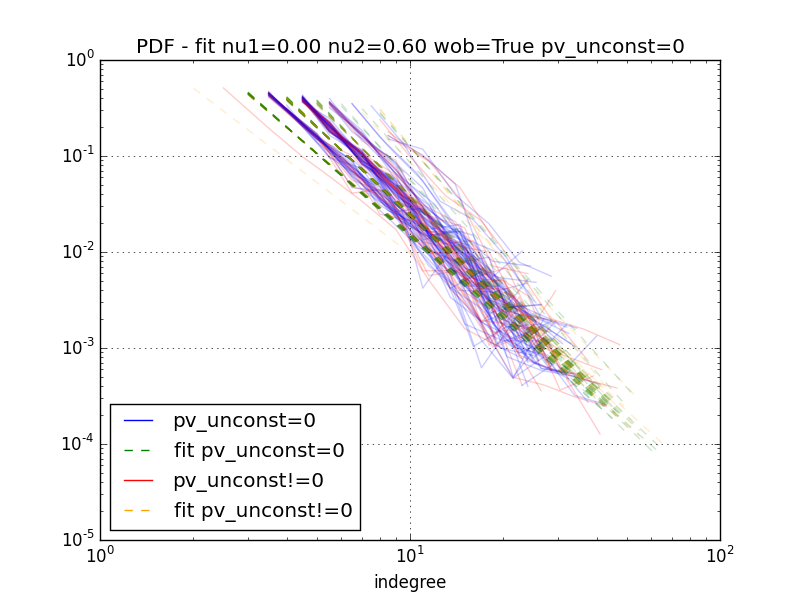 PDF - fit nu1=0.00 nu2=0.60 wob=True pv_unconst=0
10^0
10^-1
10^-2
10^-3
10^-4
10^-5
pv_unconst=0
fit pv_unconst=0
pv_unconst!=0
fit pv_unconst!=0
10^0 10^1 10^2
indegree